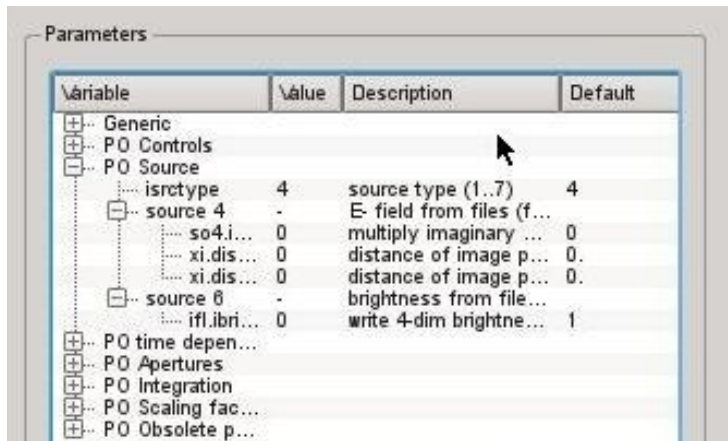 Parameters
Variable Value Description Default
Generic
PO Controls
PO Source
isrctype 4 source type (1..7) 4
source 4 - E- field from files (f...
so4.i... 0 multiply imaginary ... 0
xi.dis... 0 distance of image p... 0.
xi.dis... 0 distance of image p... 0.
source 6 - brightness from file...
ifl.ibri... 0 write 4-dim brightne... 1
PO time depen...
PO Apertures
PO Integration
PO Scaling fac...
PO Obsolete p...